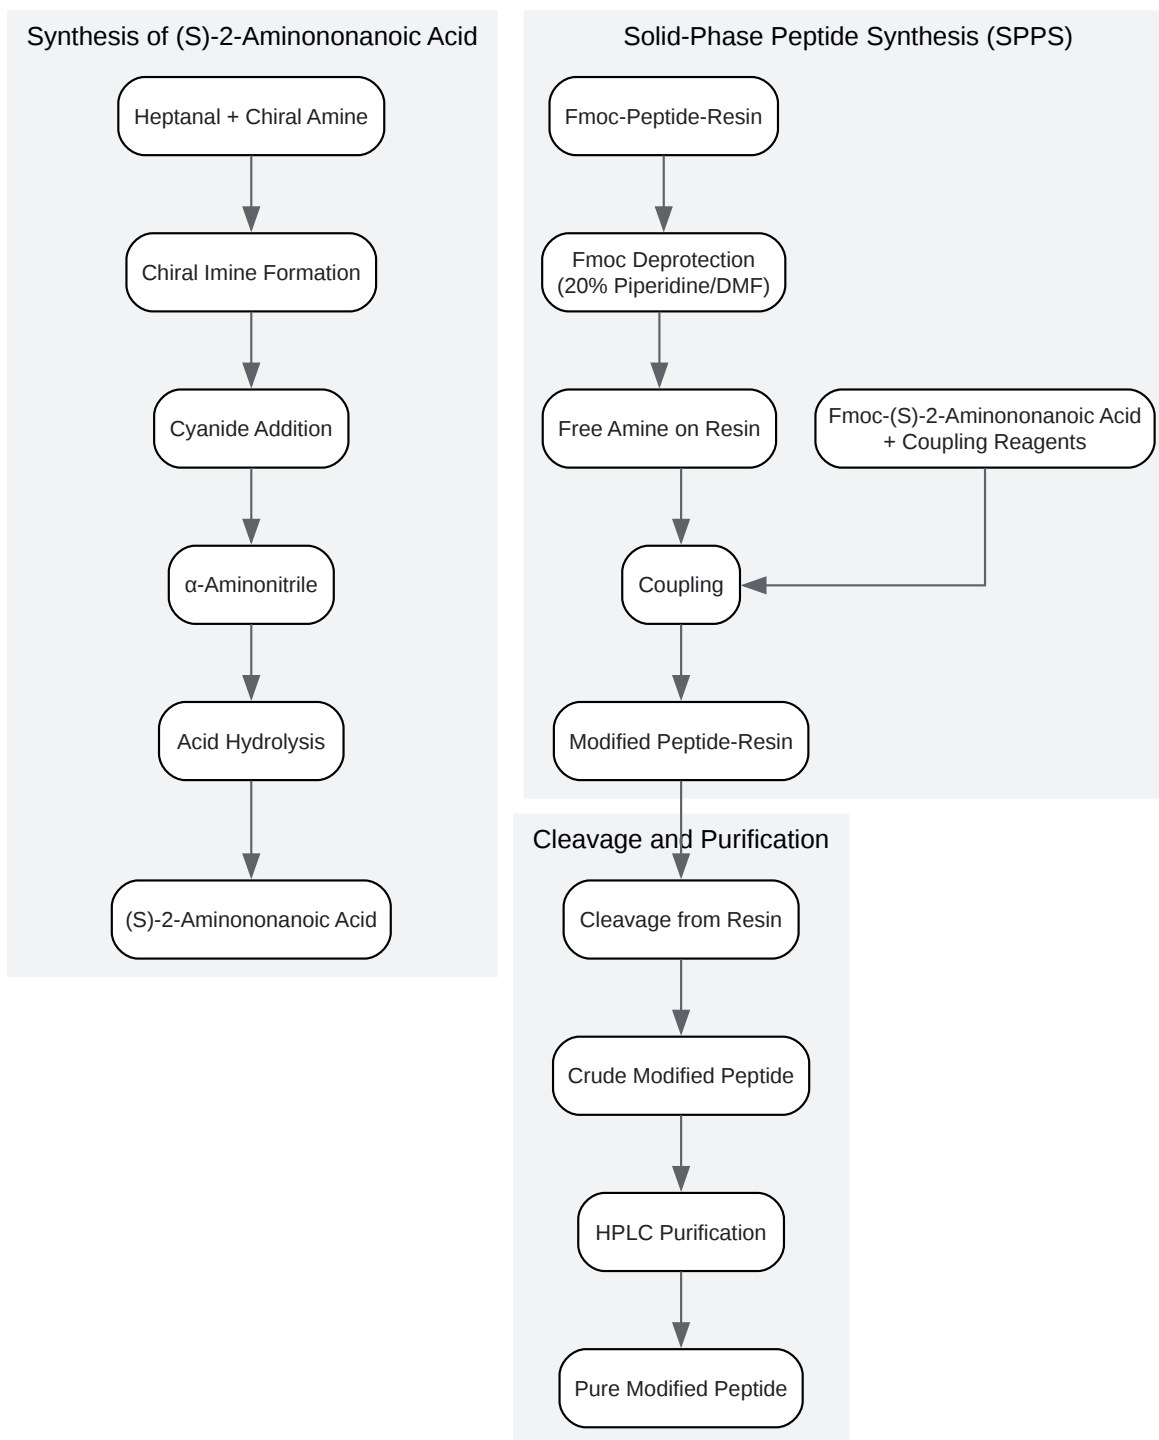 Synthesis of (S)-2-Aminononanoic Acid
Heptanal + Chiral Amine
Chiral Imine Formation
Cyanide Addition
α-Aminonitrile
Acid Hydrolysis
(S)-2-Aminononanoic Acid
Solid-Phase Peptide Synthesis (SPPS)
Fmoc-Peptide-Resin
Fmoc Deprotection
(20% Piperidine/DMF)
Free Amine on Resin
Fmoc-(S)-2-Aminononanoic Acid
+ Coupling Reagents
Coupling
Modified Peptide-Resin
Cleavage and Purification
Cleavage from Resin
Crude Modified Peptide
HPLC Purification
Pure Modified Peptide